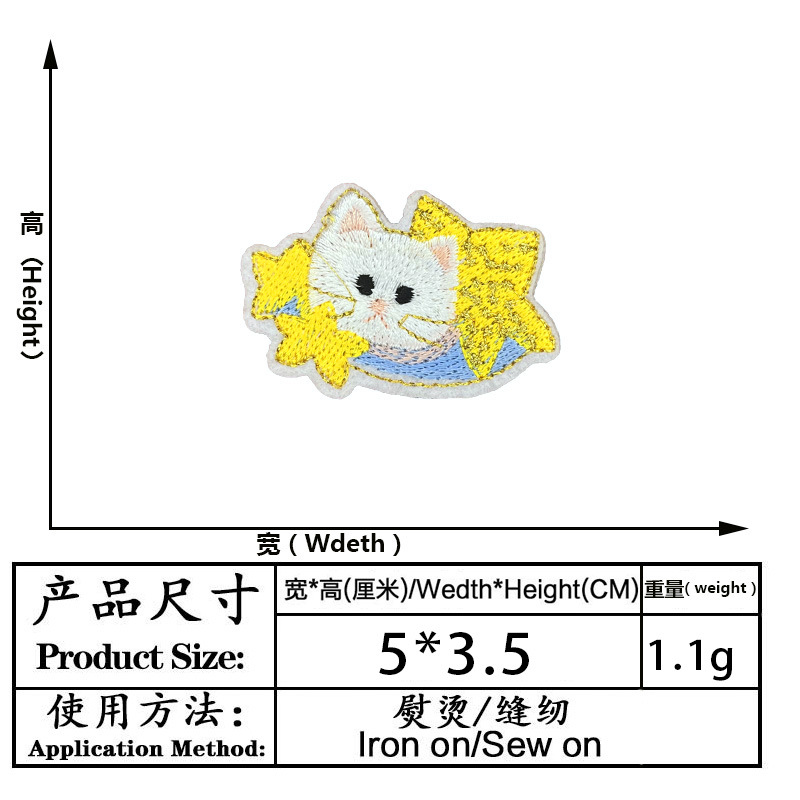 高(Height)
宽(Wdeth)
产品尺寸
Product Size:
宽*高(厘米)/Wedth*Height(CM)
重量(weight)
5*3.5
1.1g
使用方法:
Application Method:
熨烫/缝纫
Iron on/Sew on